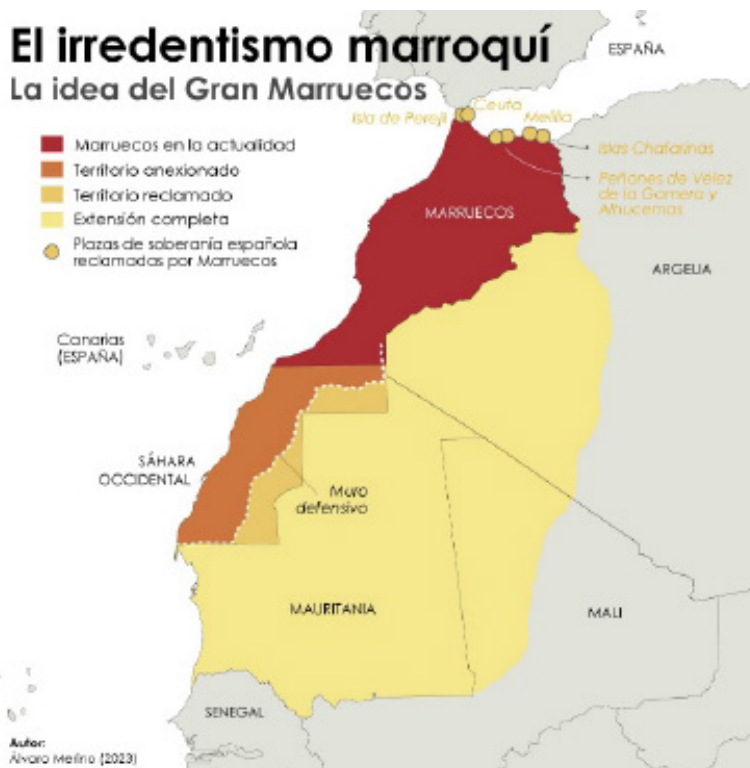 El irredentismo marroquí
La idea del Gran Marruecos
Marruecos en la actualidad
Territorio anexionado
Territorio reclamado
Extensión completa
Plazas de soberanía española
reclamadas por Marruecos
ESPAÑA
Isla de Perejil
Ceuta
Melilla
Islas Chafarinas
Peñones de Vélez
de la Gomera y
Alhucemas
MARRUECOS
ARGELIA
Canarias
(ESPAÑA)
SÁHARA
OCCIDENTAL
Muro
defensivo
MAURITANIA
MALI
SENEGAL
Autor:
Álvaro Merino (2023)